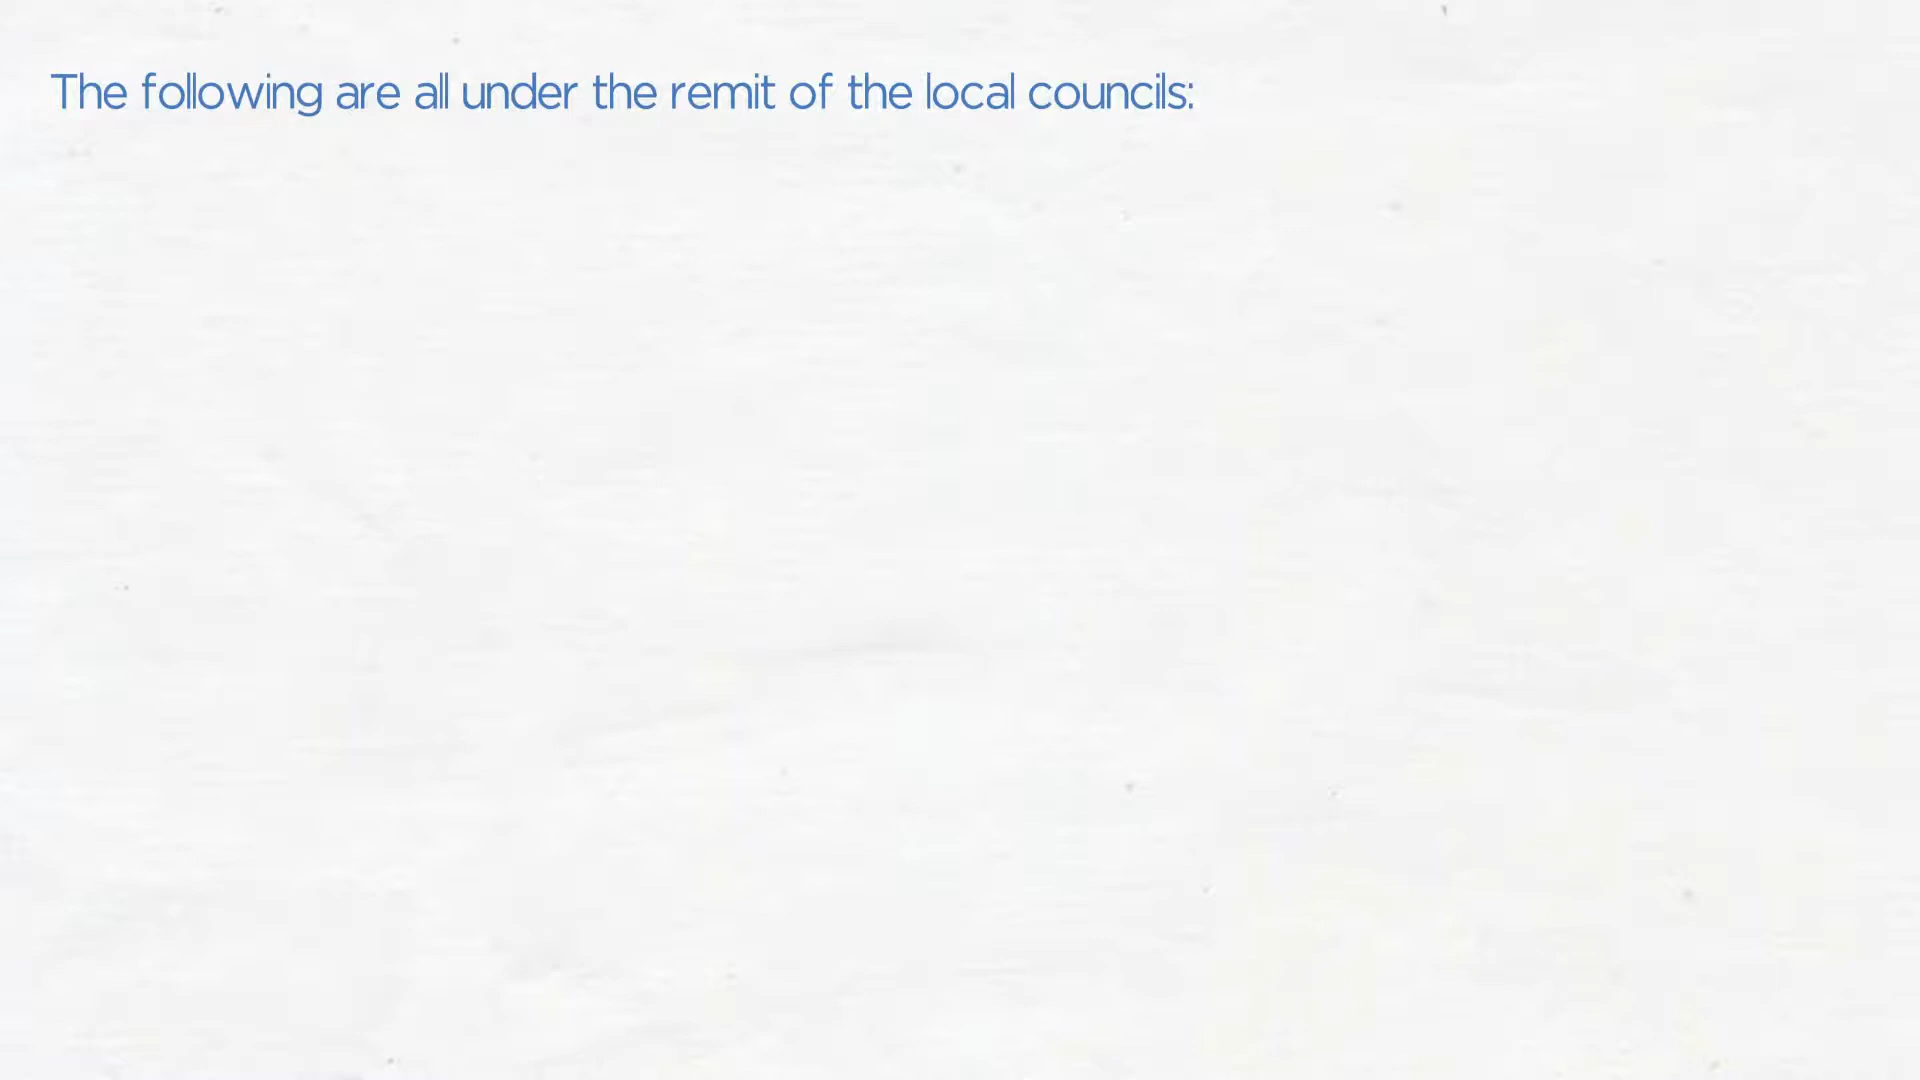 The following are all under the remit of the local councils: